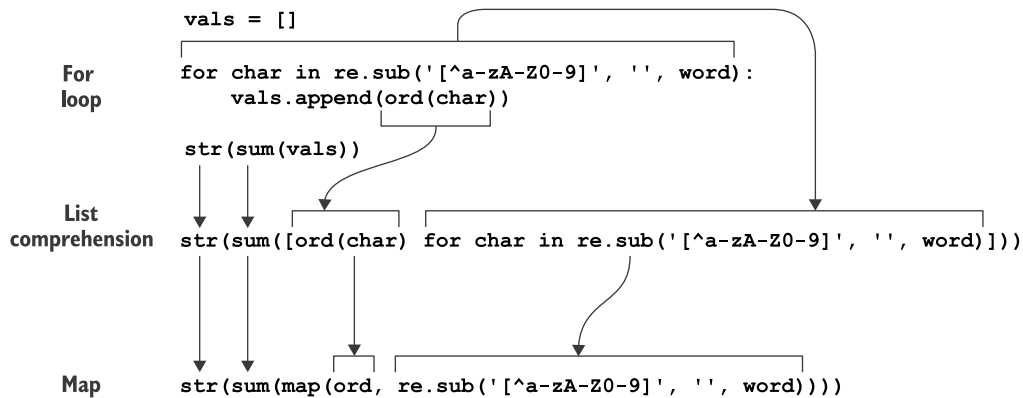 vals = []
for char in re.sub('[^a-zA-Z0-9]', '', word):
vals.append(ord(char))
For
loop
str(sum(vals))
List
comprehension
str(sum([ord(char) for char in re.sub('[^a-zA-Z0-9]', '', word)]))
Map
str(sum(map(ord, re.sub('[^a-zA-Z0-9]', '', word))))